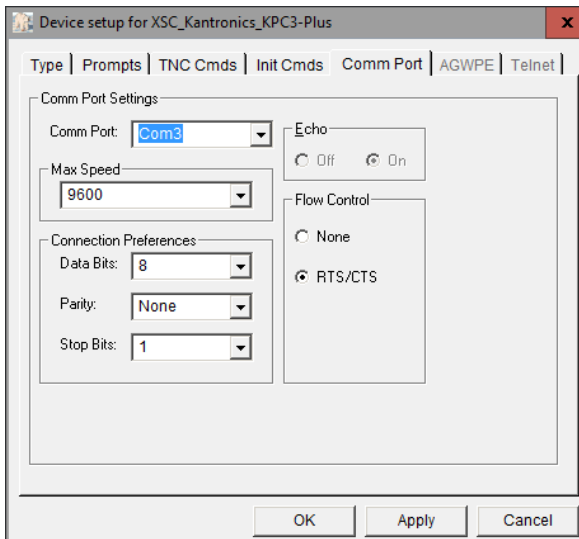 Device setup for XSC_Kantronics_KPC3-Plus
x
Type Prompts TNC Cmds Init Cmds Comm Port AGWPE Telnet
Comm Port Settings
Comm Port: Com3
Max Speed
9600
Connection Preferences
Data Bits: 8
Parity: None
Stop Bits: 1
Echo
Off On
Flow Control
None
RTS/CTS
OK Apply Cancel